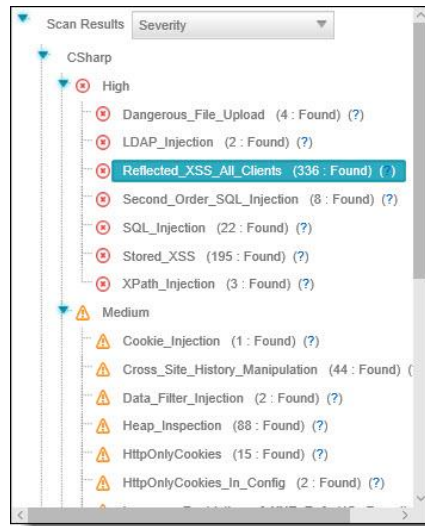 Scan Results Severity
CSharp
High
Dangerous_File_Upload (4 : Found) (?)
LDAP_Injection (2 : Found) (?)
Reflected_XSS_All_Clients (336 : Found) (?)
Second_Order_SQL_Injection (8 : Found) (?)
SQL_Injection (22 : Found) (?)
Stored_XSS (195 : Found) (?)
XPath_Injection (3 : Found) (?)
Medium
Cookie_Injection (1 : Found) (?)
Cross_Site_History_Manipulation (44 : Found) (
Data_Filter_Injection (2 : Found) (?)
Heap_Inspection (88 : Found) (?)
HttpOnlyCookies (15 : Found) (?)
HttpOnlyCookies_In_Config (2 : Found) (?)